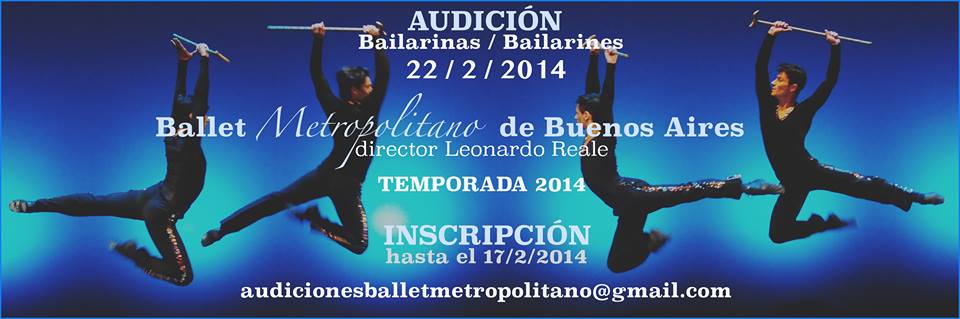 AUDICIÓN
Bailarinas / Bailarines
22 / 2 / 2014
Ballet Metropolitano de Buenos Aires
director Leonardo Reale
TEMPORADA 2014
INSCRIPCIÓN
hasta el 17/2/2014
audicionesballetmetropolitano@gmail.com